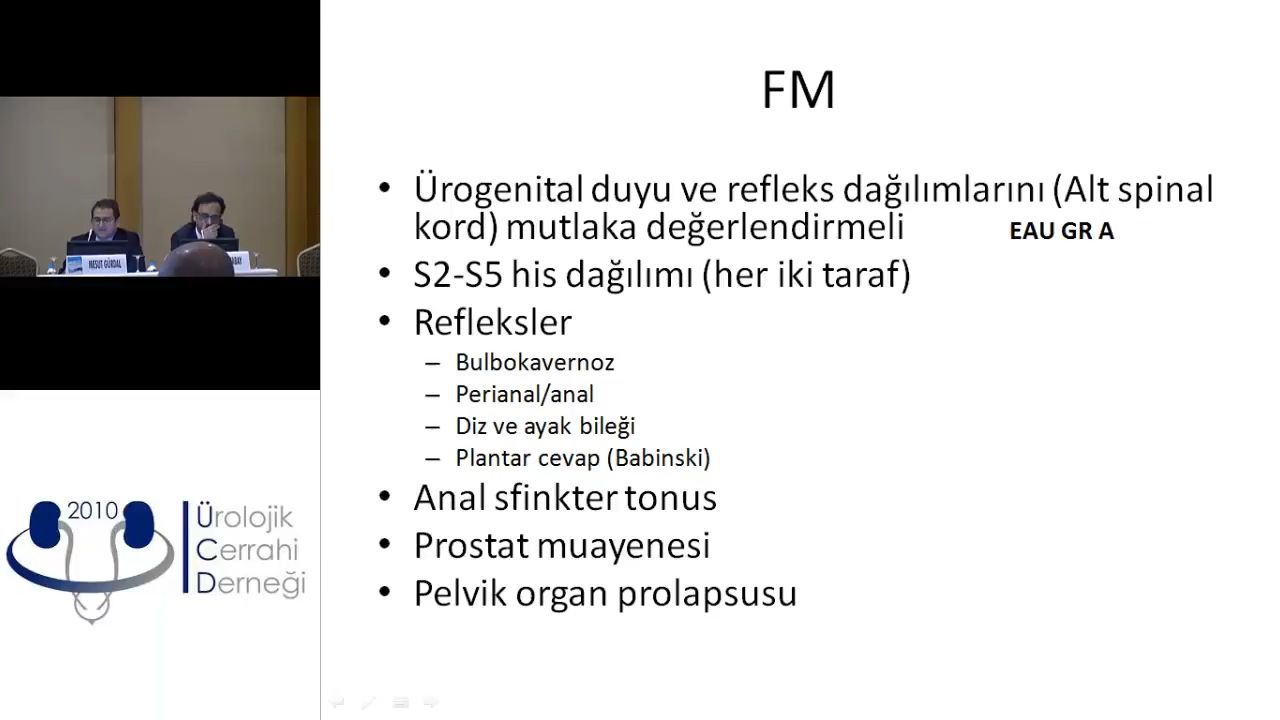 FM
• Ürogenital duyu ve refleks dağılımlarını (Alt spinal
kord) mutlaka değerlendirmeli
EAU GR A
• S2-S5 his dağılımı (her iki taraf)
• Refleksler
– Bulbokavernoz
– Perianal/anal
– Diz ve ayak bileği
– Plantar cevap (Babinski)
• Anal sfinkter tonus
• Prostat muayenesi
• Pelvik organ prolapsusu
MESUT GÜRDAL
2010
Ürolojik
Cerrahi
Derneği